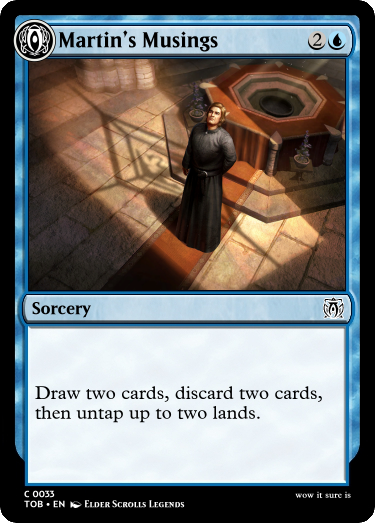 Martin's Musings 2
Sorcery
Draw two cards, discard two cards,
then untap up to two lands.
C 0033
TOB • EN Elder Scrolls Legends
wow it sure is